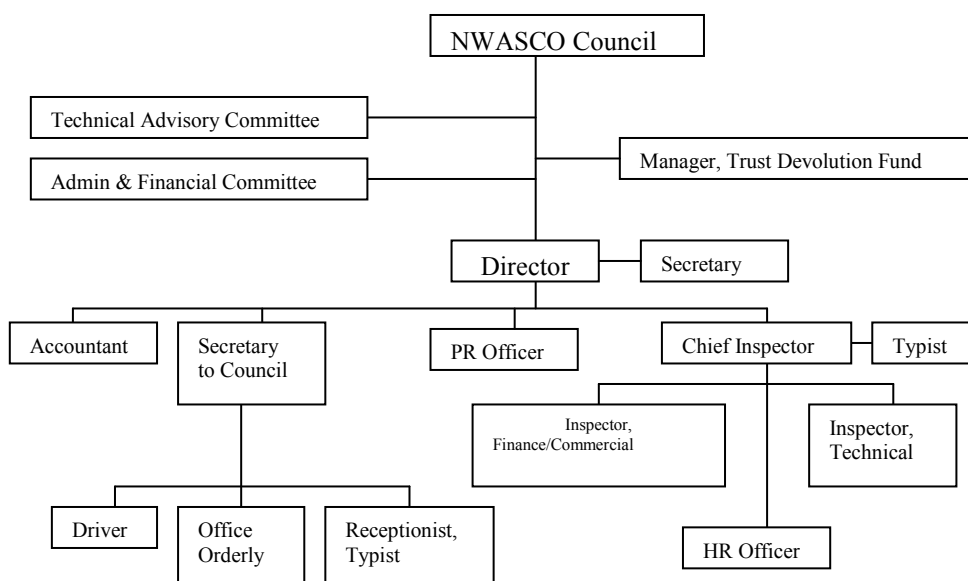 NWASCO Council
Technical Advisory Committee
Manager, Trust Devolution Fund
Admin & Financial Committee
Director
Secretary
Accountant
Secretary
to Council
PR Officer
Chief Inspector
Typist
Inspector,
Finance/Commercial
Inspector,
Technical
Driver
Office
Orderly
Receptionist,
Typist
HR Officer